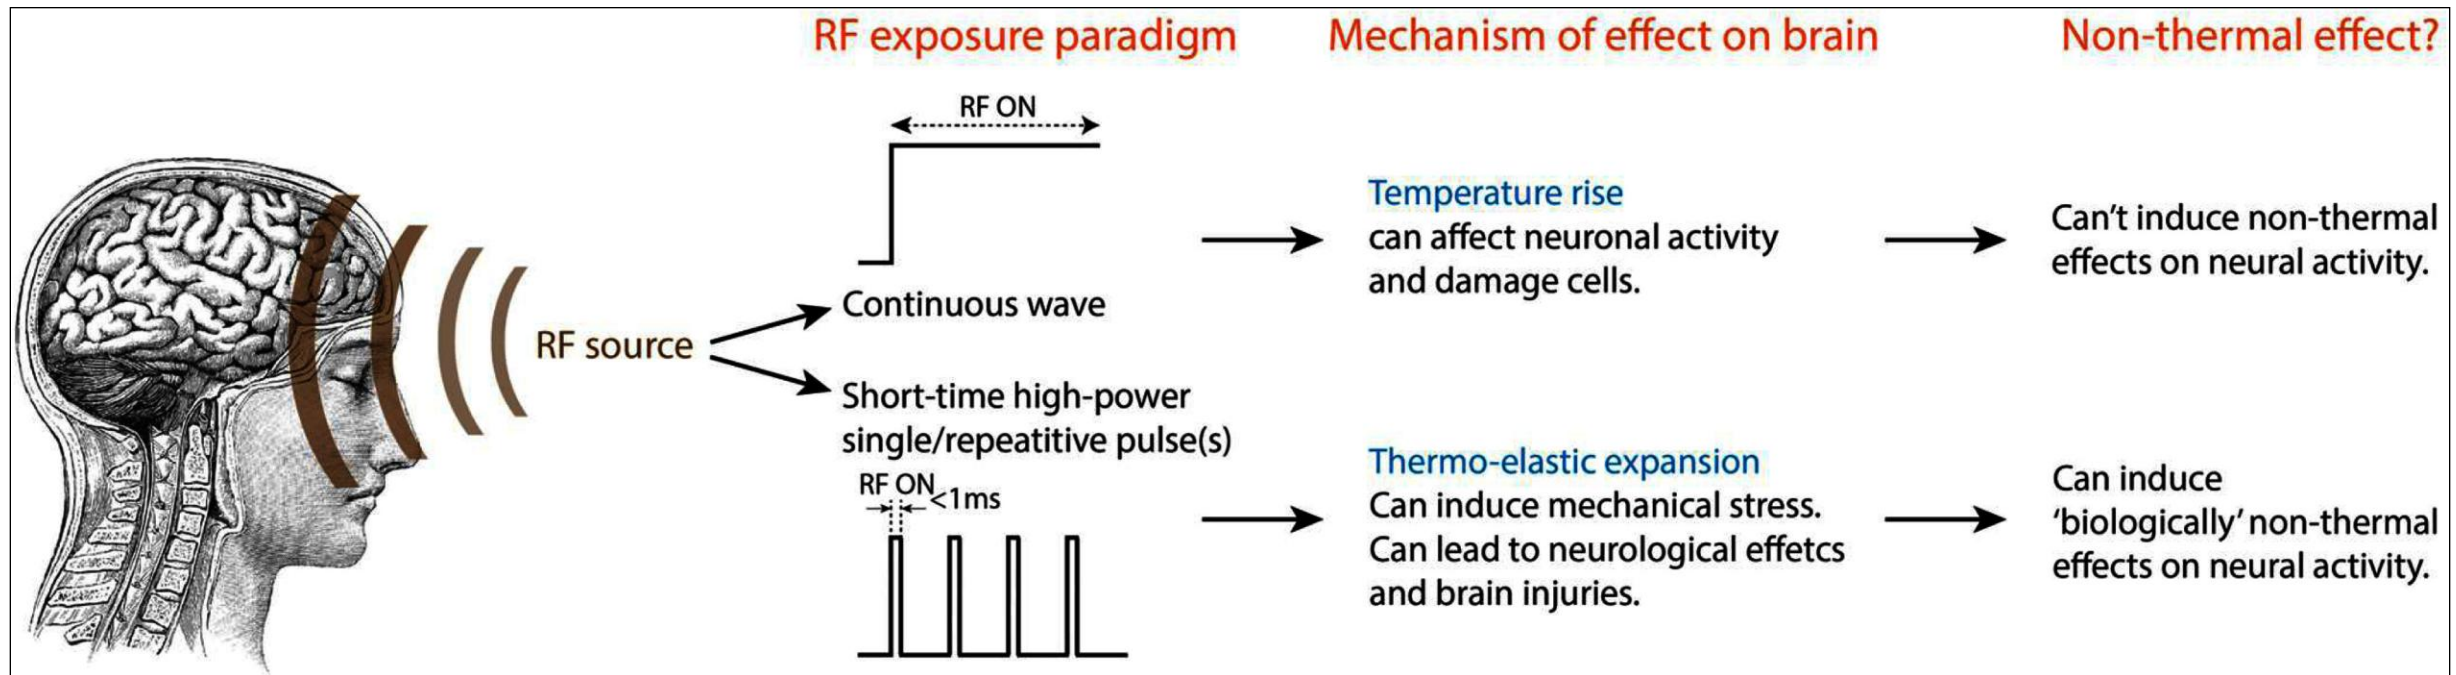 RF exposure paradigm
Mechanism of effect on brain
Non-thermal effect?
RF ON
Temperature rise
can affect neuronal activity
and damage cells.
Can't induce non-thermal
effects on neural activity.
Continuous wave
RF source
Short-time high-power
single/repeatitive pulse(s)
RF ON
<1ms
Thermo-elastic expansion
Can induce mechanical stress.
Can lead to neurological effetcs
and brain injuries.
Can induce
‘biologically’ non-thermal
effects on neural activity.